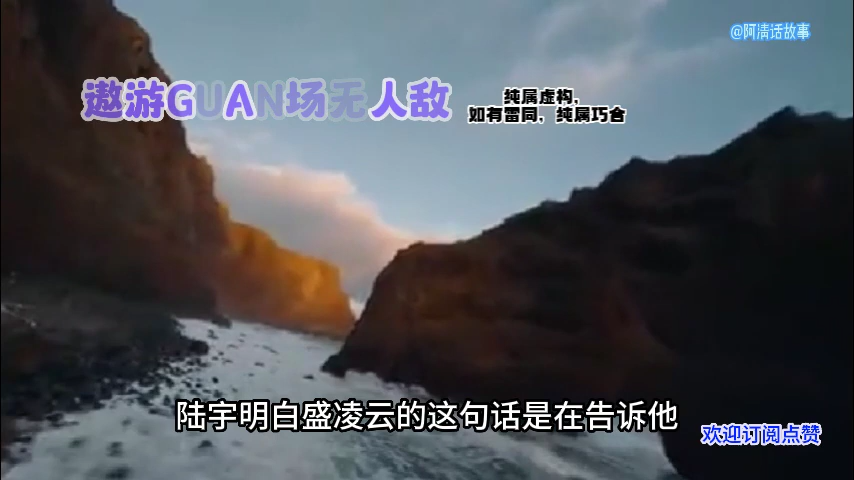 @阿清话故事
遨游GUAN场无人敌
纯属虚构，
如有雷同，纯属巧合
陆宇明白盛凌云的这句话是在告诉他
欢迎订阅点赞